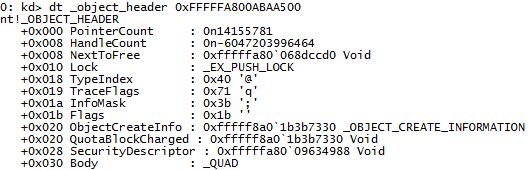 0: kd> dt _object_header 0XFFFFFA800ABAA500
nt!_OBJECT_HEADER
   +0x000 PointerCount     : 0n14155781
   +0x008 HandleCount      : 0n-6047203996464
   +0x008 NextToFree       : 0xfffffa80`068dccd0 Void
   +0x010 Lock             : _EX_PUSH_LOCK
   +0x018 TypeIndex        : 0x40 '@'
   +0x019 TraceFlags       : 0x71 'q'
   +0x01a InfoMask         : 0x3b ';'
   +0x01b Flags            : 0x1b ''
   +0x020 ObjectCreateInfo : 0xfffff8a0`1b3b7330 _OBJECT_CREATE_INFORMATION
   +0x020 QuotaBlockCharged : 0xfffff8a0`1b3b7330 Void
   +0x028 SecurityDescriptor : 0xfffffa80`09634988 Void
   +0x030 Body             : _QUAD